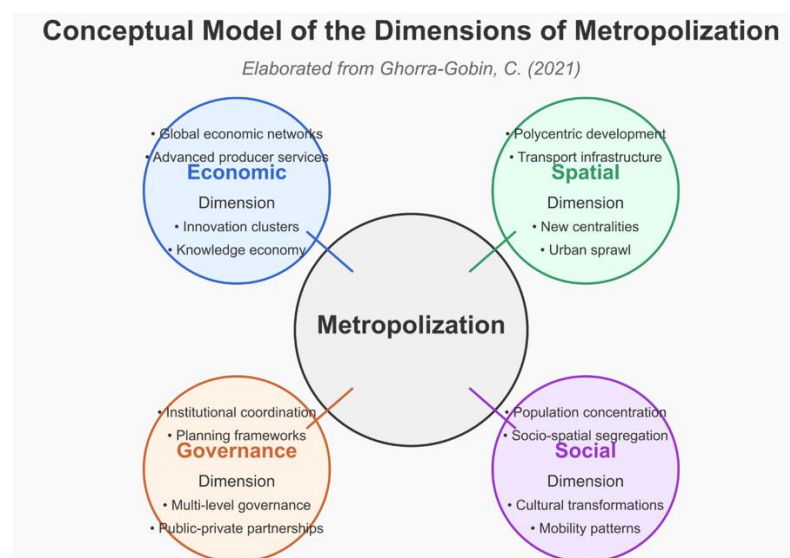 Conceptual Model of the Dimensions of Metropolization
Elaborated from Ghorra-Gobin, C. (2021)
• Global economic networks
• Advanced producer services
Economic
Dimension
• Innovation clusters
• Knowledge economy
• Polycentric development
• Transport infrastructure
Spatial
Dimension
• New centralities
• Urban sprawl
Metropolization
• Institutional coordination
• Planning frameworks
Governance
Dimension
• Multi-level governance
• Public-private partnerships
• Population concentration
• Socio-spatial segregation
Social
Dimension
• Cultural transformations
• Mobility patterns